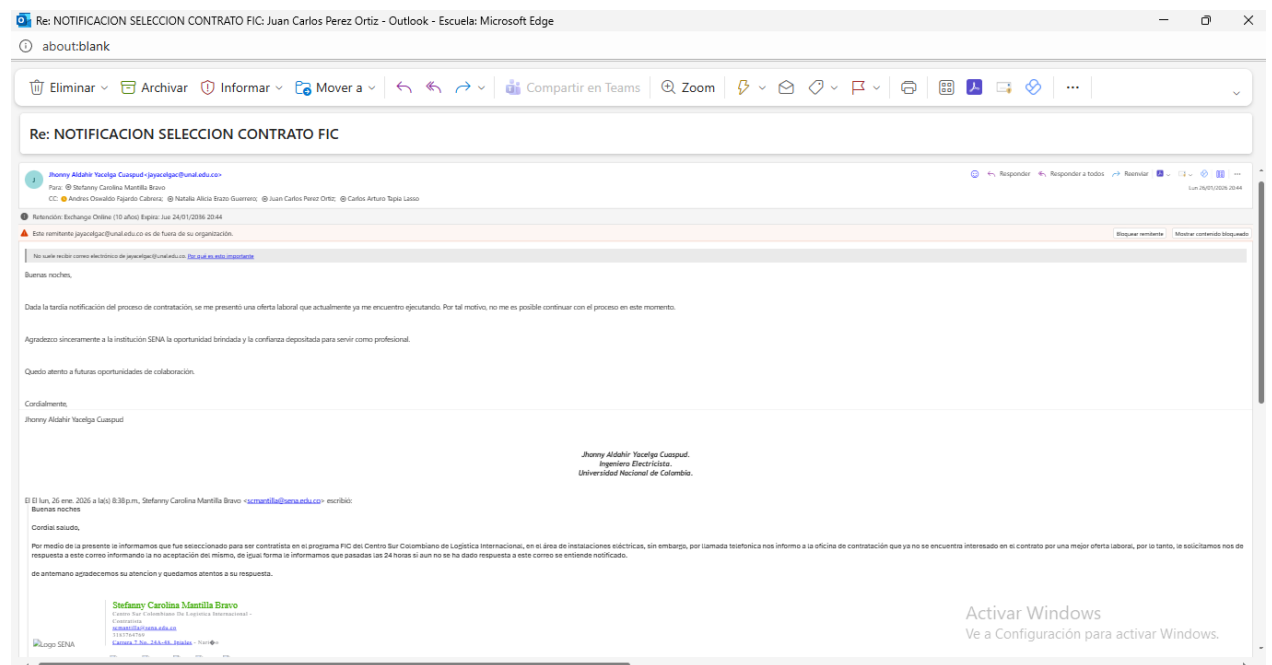 Re: NOTIFICACION SELECCION CONTRATO FIC: Juan Carlos Perez Ortiz - Outlook - Escuela: Microsoft Edge
about:blank
Eliminar Archivar Informar Mover a Compartir en Teams Zoom
Re: NOTIFICACION SELECCION CONTRATO FIC
J
Jhonny Aldahir Yacelga Cuaspud<jayacelgac@unal.edu.co>
Responder Responder a todos Reenviar
Para: Stefanny Carolina Mantilla Bravo
Lun 26/01/2026 20:44
CC: Andres Oswaldo Fajardo Cabrera; Natalia Alicia Erazo Guerrero; Juan Carlos Perez Ortiz; Carlos Arturo Tapia Lasso
Retención: Exchange Online (10 años) Expira: Jue 24/01/2036 20:44
Este remitente jayacelgac@unal.edu.co es de fuera de su organización.
Bloquear remitente Mostrar contenido bloqueado
No suele recibir correo electrónico de jayacelgac@unal.edu.co. Por qué es esto importante
Buenas noches,
Dada la tardía notificación del proceso de contratación, se me presentó una oferta laboral que actualmente ya me encuentro ejecutando. Por tal motivo, no me es posible continuar con el proceso en este momento.
Agradezco sinceramente a la institución SENA la oportunidad brindada y la confianza depositada para servir como profesional.
Quedo atento a futuras oportunidades de colaboración.
Cordialmente,
Jhonny Aldahir Yacelga Cuaspud
Jhonny Aldahir Yacelga Cuaspud.
Ingeniero Electricista.
Universidad Nacional de Colombia.
El El lun, 26 ene. 2026 a la(s) 8:38 p.m., Stefanny Carolina Mantilla Bravo <scmantilla@sena.edu.co> escribió:
Buenas noches
Cordial saludo,
Por medio de la presente le informamos que fue seleccionado para ser contratista en el programa FIC del Centro Sur Colombiano de Logística Internacional, en el área de instalaciones eléctricas, sin embargo, por llamada telefonica nos informo a la oficina de contratación que ya no se encuentra interesado en el contrato por una mejor oferta laboral, por lo tanto, le solicitamos nos de
respuesta a este correo informando la no aceptación del mismo, de igual forma le informamos que pasadas las 24 horas si aun no se ha dado respuesta a este correo se entiende notificado.
de antemano agradecemos su atencion y quedamos atentos a su respuesta.
Stefanny Carolina Mantilla Bravo
Centro Sur Colombiano De Logistica Internacional -
Contratista
scmantilla@sena.edu.co
3187764769
Carrera 7 No. 24A-48, Ipiales - Nari�o
Logo SENA
Activar Windows
Ve a Configuración para activar Windows.